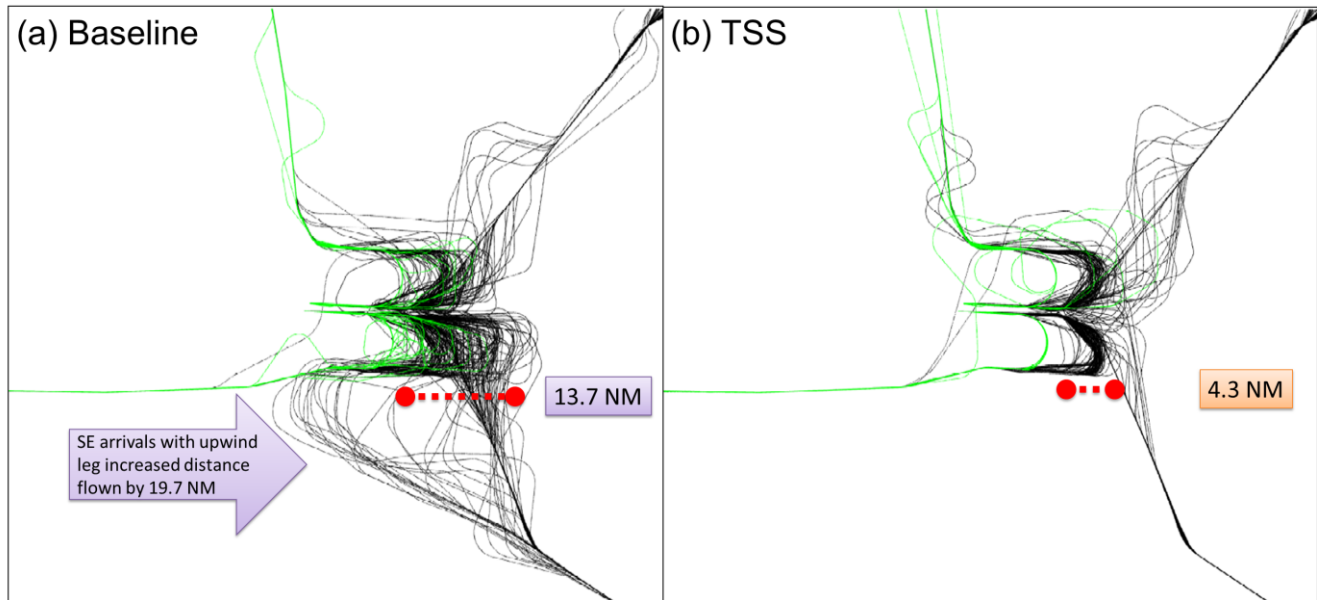 (a) Baseline
(b) TSS
13.7 NM
4.3 NM
SE arrivals with upwind
leg increased distance
flown by 19.7 NM